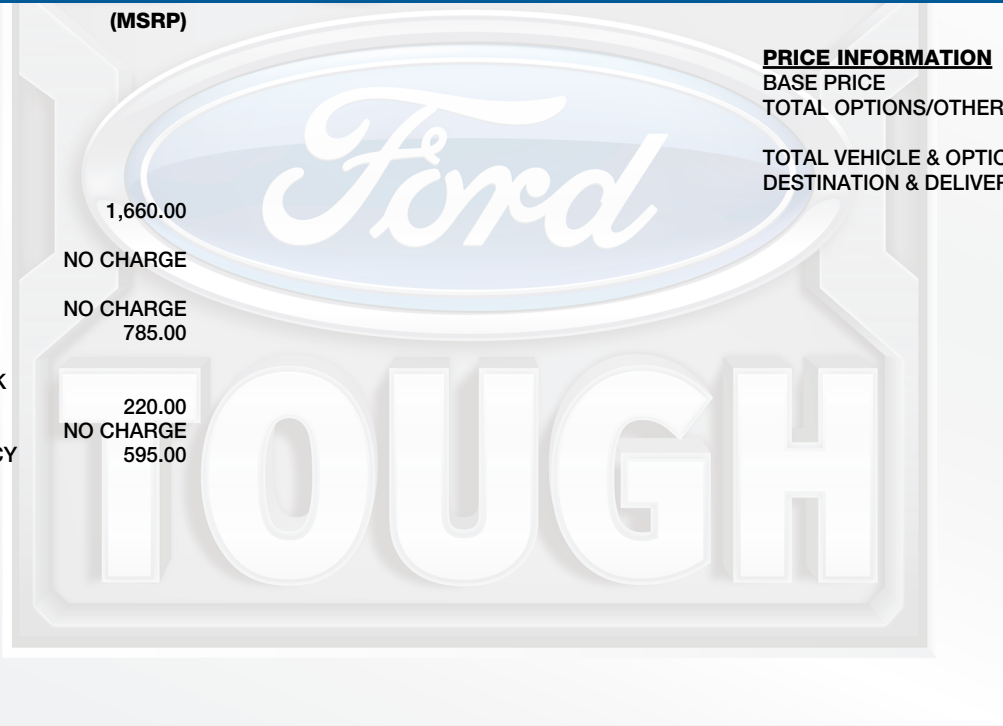 (MSRP)
1,660.00
NO CHARGE
NO CHARGE
785.00
K
220.00
NO CHARGE
CY 595.00
PRICE INFORMATION
BASE PRICE
TOTAL OPTIONS/OTHER
TOTAL VEHICLE & OPTIO
DESTINATION & DELIVER
Ford
TOUGH